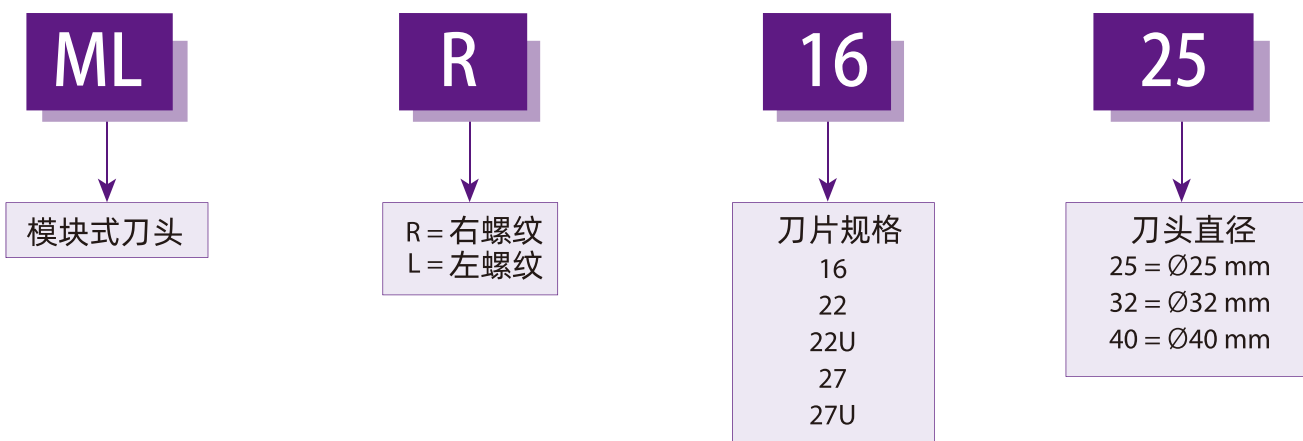 ML
R
16
25
模块式刀头
R = 右螺纹
L = 左螺纹
刀片规格
16
22
22U
27
27U
刀头直径
25 = Ø25 mm
32 = Ø32 mm
40 = Ø40 mm